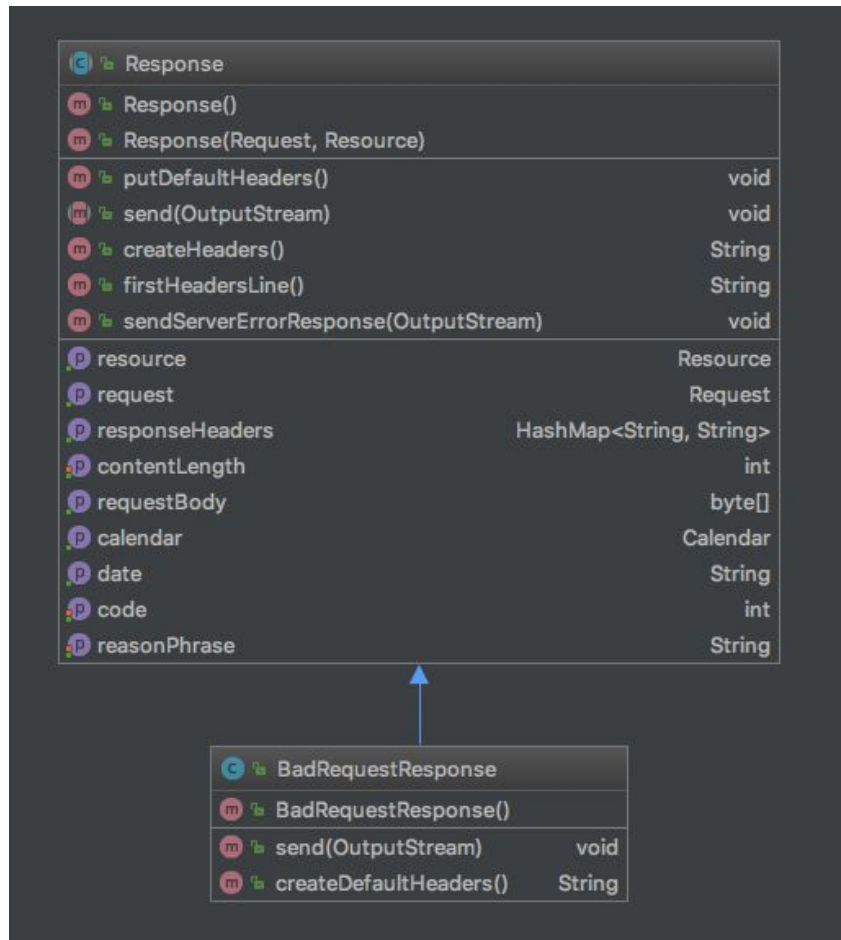 Response
Response()
Response(Request, Resource)
putDefaultHeaders() void
send(OutputStream) void
createHeaders() String
firstHeadersLine() String
sendServerErrorResponse(OutputStream) void
resource Resource
request Request
responseHeaders HashMap<String, String>
contentLength int
requestBody byte[]
calendar Calendar
date String
code int
reasonPhrase String
BadRequestResponse
BadRequestResponse()
send(OutputStream) void
createDefaultHeaders() String